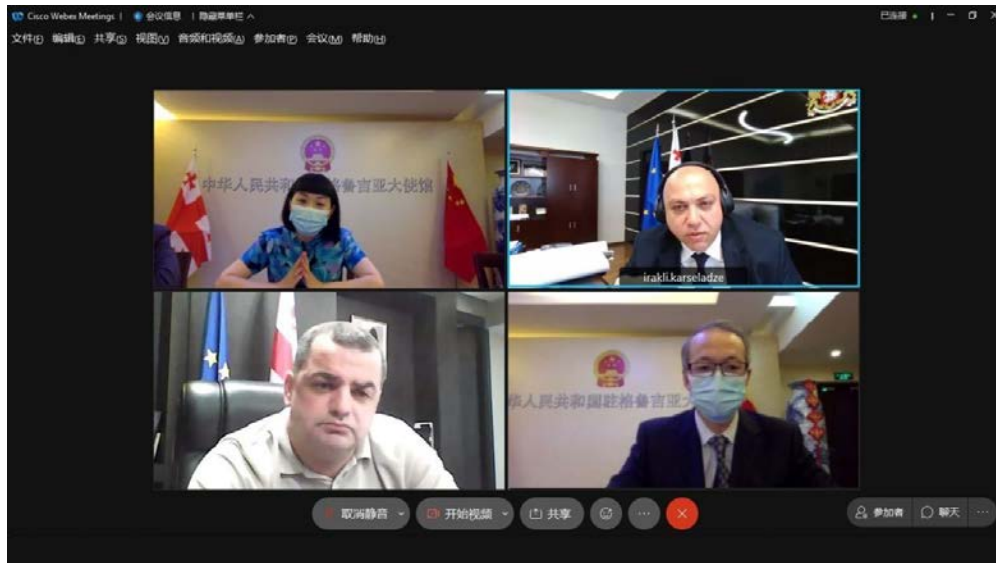 Cisco Webex Meetings | 会议信息 | 隐藏菜单栏
已连接
文件(F) 编辑(E) 共享(S) 视图(V) 音频和视频(A) 参加者(P) 会议(M) 帮助(H)
中华人民共和 格鲁吉亚大使馆
irakli.karseladze
华人民共和国驻格鲁吉亚大
取消静音 开始视频 共享
参加者 聊天